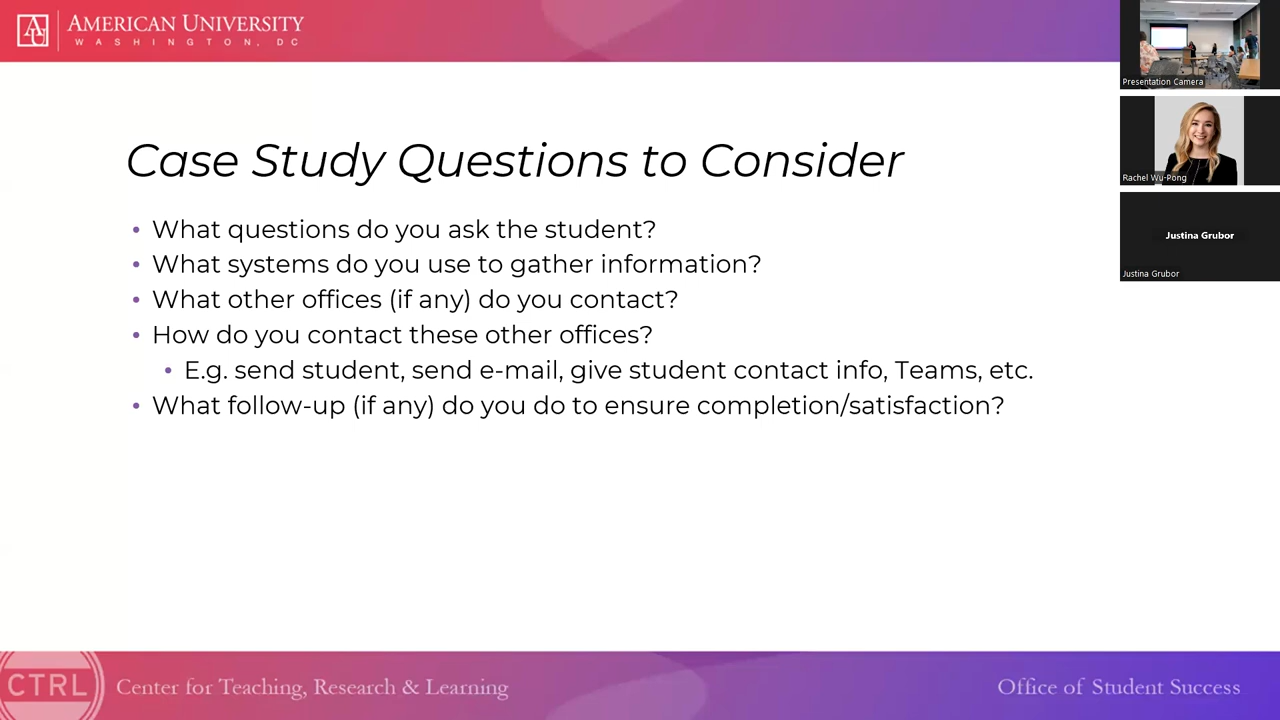 AU
AMERICAN UNIVERSITY
WASHINGTON, DC
Case Study Questions to Consider
• What questions do you ask the student?
• What systems do you use to gather information?
• What other offices (if any) do you contact?
• How do you contact these other offices?
• E.g. send student, send e-mail, give student contact info, Teams, etc.
• What follow-up (if any) do you do to ensure completion/satisfaction?
Presentation Camera
Rachel Wu-Pong
Justina Grubor
Justina Grubor
CTRL
Center for Teaching, Research & Learning
Office of Student Success